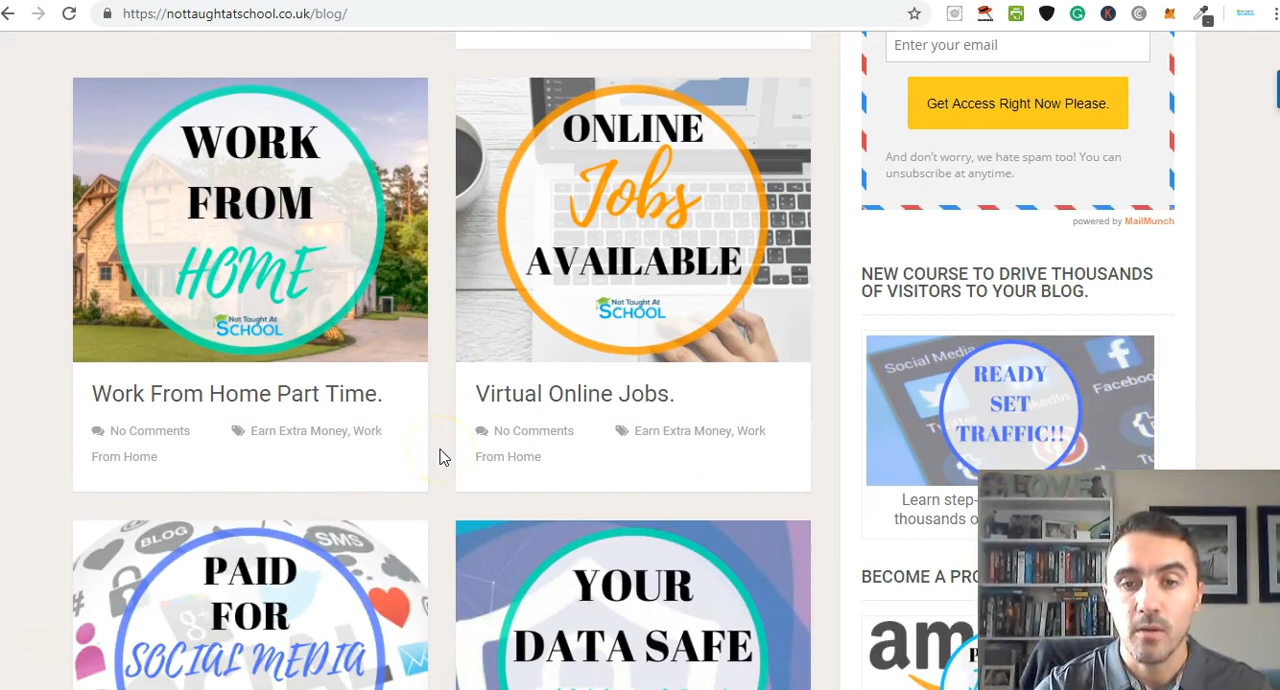 https://nottaughtatschool.co.uk/blog/
Enter your email
Get Access Right Now Please.
And don't worry, we hate spam too! You can
unsubscribe at anytime.
powered by MailMunch
WORK
FROM
HOME
Not Taught At
SCHOOL
Work From Home Part Time.
No Comments
Earn Extra Money, Work
From Home
ONLINE
Jobs
AVAILABLE
Not Taught At
SCHOOL
Virtual Online Jobs.
No Comments
Earn Extra Money, Work
From Home
NEW COURSE TO DRIVE THOUSANDS
OF VISITORS TO YOUR BLOG.
Social Media
Facebook
READY
SET
TRAFFIC!!
Learn step-
thousands o
BECOME A PRO
am
LOVE
BLOG
SMS
PAID
FOR
SOCIAL MEDIA
YOUR
DATA SAFE